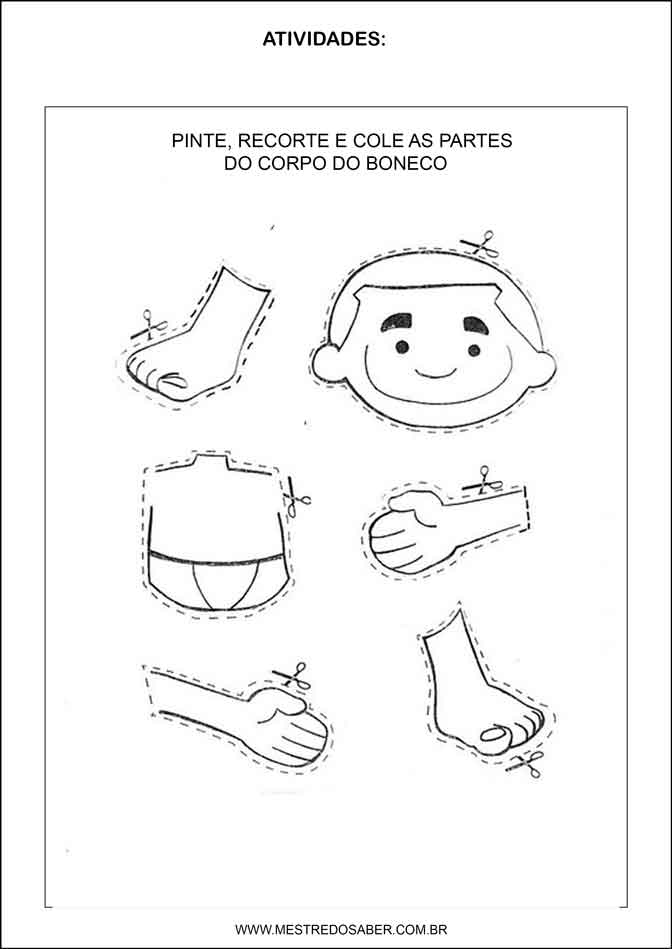 ATIVIDADES:
PINTE, RECORTE E COLE AS PARTES
DO CORPO DO BONECO
WWW.MESTREDOSABER.COM.BR